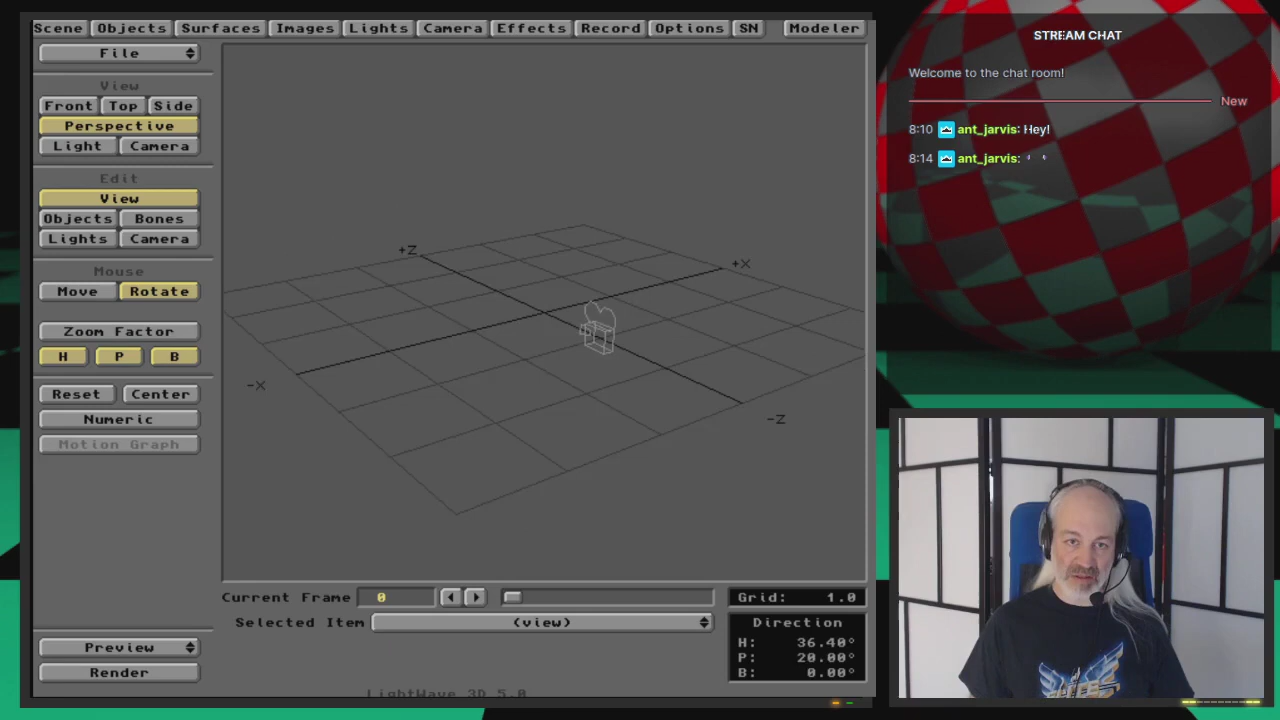 Scene Objects Surfaces Images Lights Camera Effects Record Options SN Modeler
File
View
Front Top Side
Perspective
Light Camera
Edit
View
Objects Bones
Lights Camera
Mouse
Move Rotate
Zoom Factor
H P B
Reset Center
Numeric
Motion Graph
Preview
Render
+Z
+X
-X
-Z
Current Frame 0
Selected Item (view)
LightWave 3D 5.0
Grid: 1.0
Direction
H: 36.40°
P: 20.00°
B: 0.00°
STREAM CHAT
Welcome to the chat room!
New
8:10 ant_jarvis: Hey!
8:14 ant_jarvis: